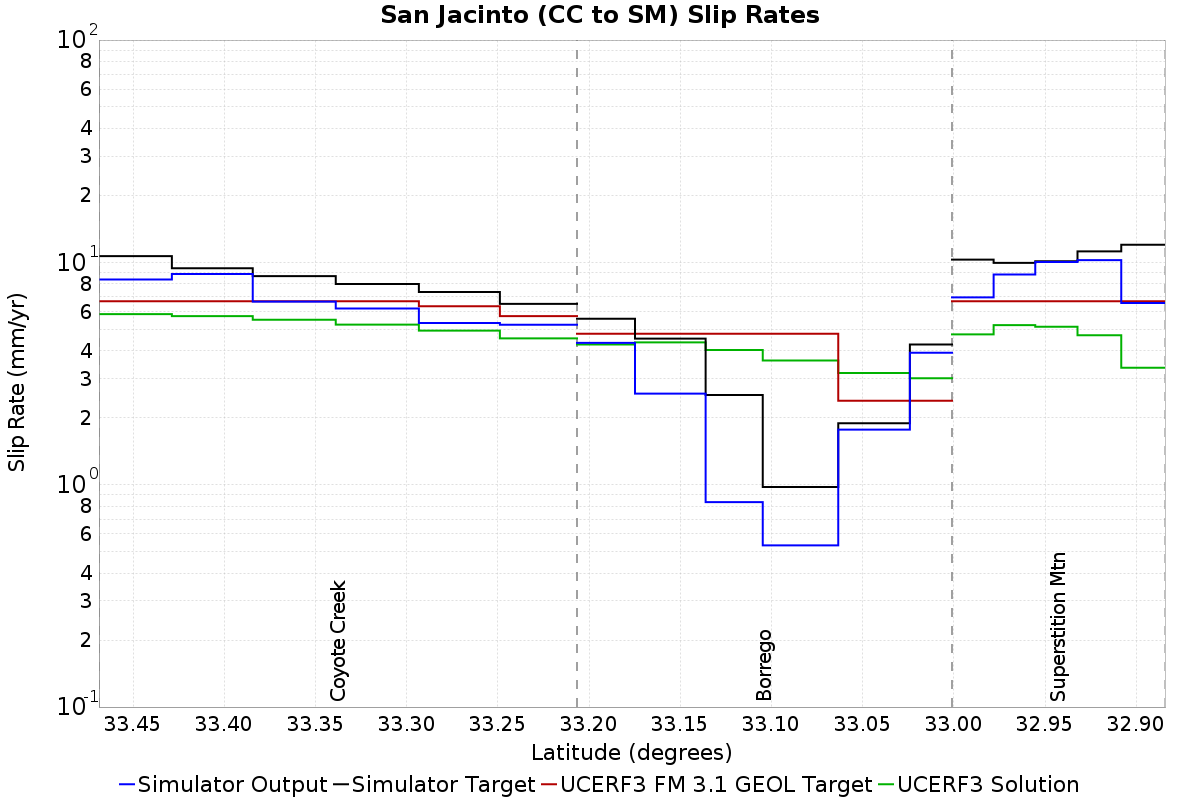 San Jacinto (CC to SM) Slip Rates
10^2
8
6
4
3
2
10^1
8
6
4
3
2
10^0
8
6
4
3
2
10^-1
Slip Rate (mm/yr)
Coyote Creek
Borrego
Superstition Mtn
33.45 33.40 33.35 33.30 33.25 33.20 33.15 33.10 33.05 33.00 32.95 32.90
Latitude (degrees)
Simulator Output Simulator Target UCERF3 FM 3.1 GEOL Target UCERF3 Solution